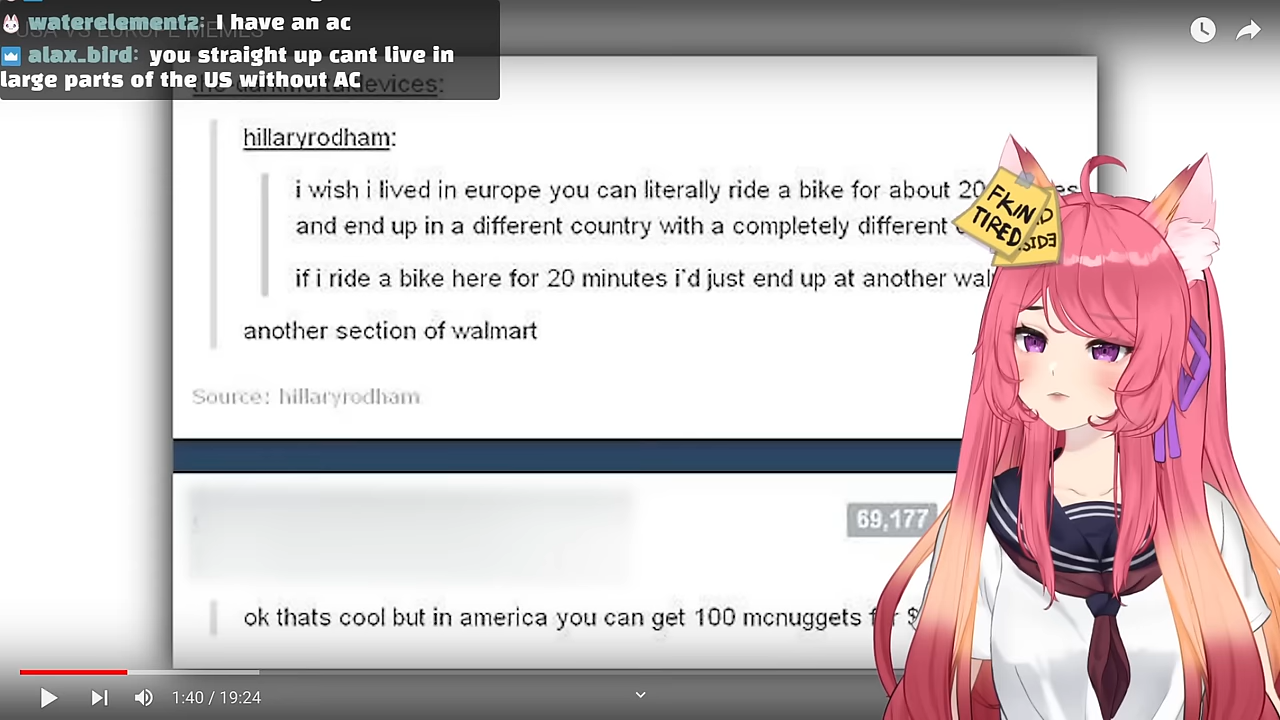 waterelement2: I have an ac
USA VS EUROPE MEMES
alax_bird: you straight up cant live in
large parts of the US without AC
hillaryrodham:
i wish i lived in europe you can literally ride a bike for about 20
and end up in a different country with a completely different
if i ride a bike here for 20 minutes i'd just end up at another
another section of walmart
Source: hillaryrodham
FKIN
TIRED
69,177
ok thats cool but in america you can get 100 mcnuggets
1:40 / 19:24